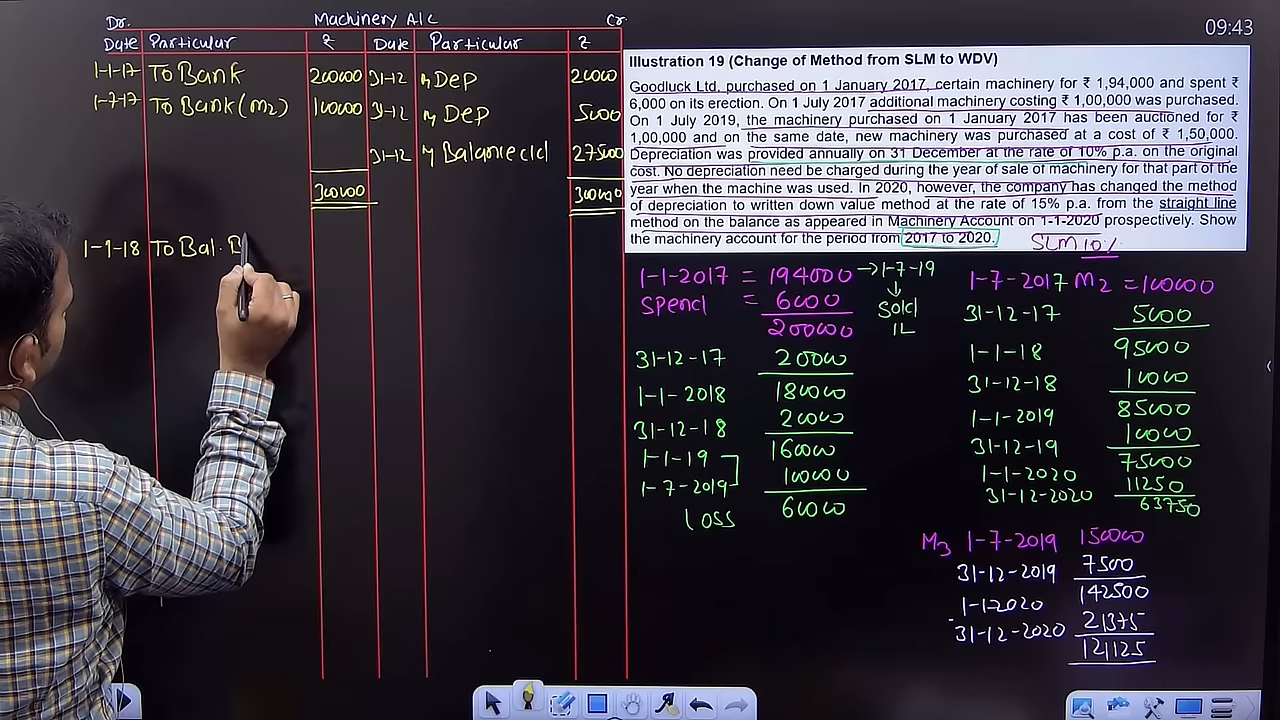 09:43
Dr. Machinery A/c Cr.
Date Particular ₹ Date Particular ₹
1-1-17 To Bank 200000 31-12 By Dep 20000
1-7-17 To Bank (M2) 100000 31-12 By Dep 5000
31-12 By Balance c/d 275000
300000 300000
1-1-18 To Bal. B
Illustration 19 (Change of Method from SLM to WDV)
Goodluck Ltd. purchased on 1 January 2017, certain machinery for ₹ 1,94,000 and spent ₹
6,000 on its erection. On 1 July 2017 additional machinery costing ₹ 1,00,000 was purchased.
On 1 July 2019, the machinery purchased on 1 January 2017 has been auctioned for ₹
1,00,000 and on the same date, new machinery was purchased at a cost of ₹ 1,50,000.
Depreciation was provided annually on 31 December at the rate of 10% p.a. on the original
cost. No depreciation need be charged during the year of sale of machinery for that part of the
year when the machine was used. In 2020, however, the company has changed the method
of depreciation to written down value method at the rate of 15% p.a. from the straight line
method on the balance as appeared in Machinery Account on 1-1-2020 prospectively. Show
the machinery account for the period from 2017 to 2020.
SLM 10%
1-1-2017 = 194000 → 1-7-19
Spend = 6000 ↓ Sold
200000 1L
31-12-17 20000
1-1-2018 180000
31-12-18 20000
1-1-19 160000
1-7-2019 100000
Loss 60000
1-7-2017 M2 = 100000
31-12-17 5000
1-1-18 95000
31-12-18 10000
1-1-2019 85000
31-12-19 10000
1-1-2020 75000
31-12-2020 11250
63750
M3 1-7-2019 150000
31-12-2019 7500
1-1-2020 142500
31-12-2020 21375
121125